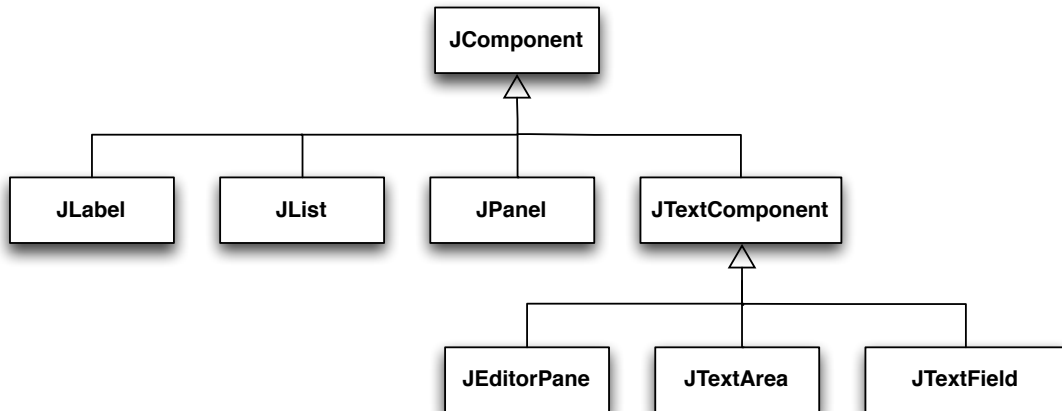 JComponent
JLabel
JList
JPanel
JTextComponent
JEditorPane
JTextArea
JTextField